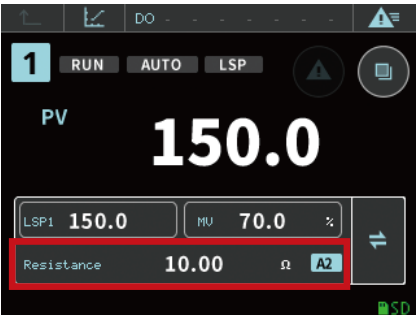 DO - - - - - - - -
1 RUN AUTO LSP
PV
150.0
LSP1 150.0 MV 70.0 %
Resistance 10.00 Ω A2
SD